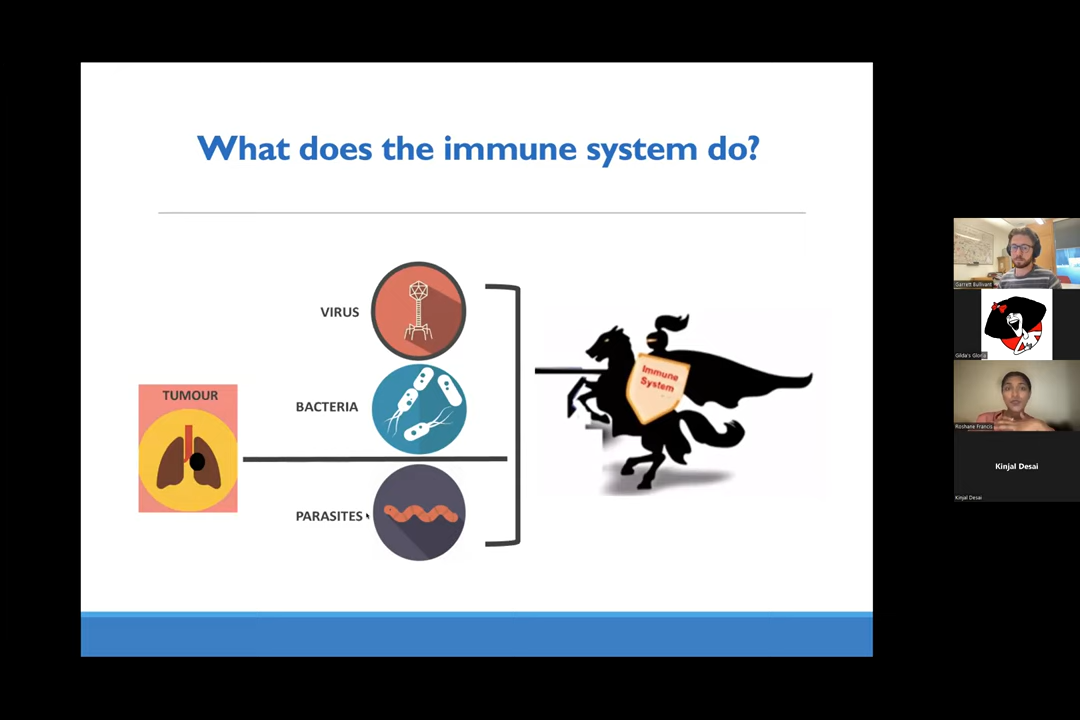 What does the immune system do?
VIRUS
BACTERIA
TUMOUR
PARASITES
Immune
System
Garrett Bullivant
Gilda's Gloria
Roshane Francis
Kinjal Desai
Kinjal Desai